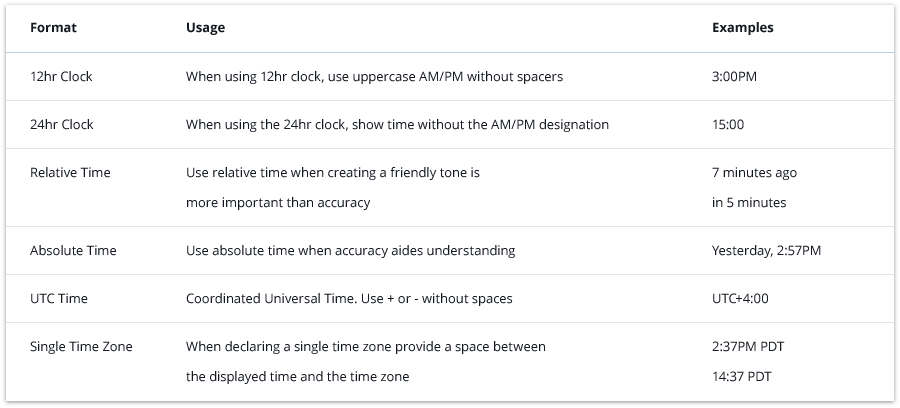 Format Usage Examples
12hr Clock When using 12hr clock, use uppercase AM/PM without spacers 3:00PM
24hr Clock When using the 24hr clock, show time without the AM/PM designation 15:00
Relative Time Use relative time when creating a friendly tone is 7 minutes ago
more important than accuracy in 5 minutes
Absolute Time Use absolute time when accuracy aides understanding Yesterday, 2:57PM
UTC Time Coordinated Universal Time. Use + or - without spaces UTC+4:00
Single Time Zone When declaring a single time zone provide a space between 2:37PM PDT
the displayed time and the time zone 14:37 PDT